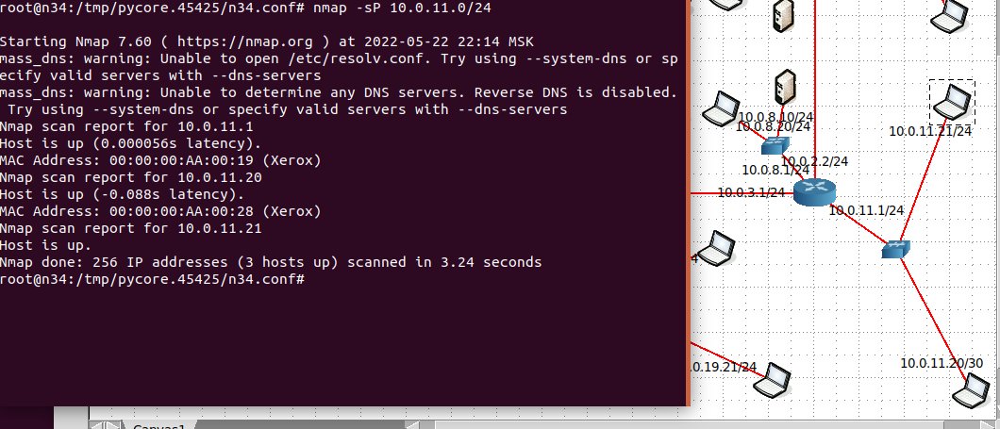 root@n34:/tmp/pycore.45425/n34.conf# nmap -sP 10.0.11.0/24
Starting Nmap 7.60 ( https://nmap.org ) at 2022-05-22 22:14 MSK
mass_dns: warning: Unable to open /etc/resolv.conf. Try using --system-dns or sp
ecify valid servers with --dns-servers
mass_dns: warning: Unable to determine any DNS servers. Reverse DNS is disabled.
Try using --system-dns or specify valid servers with --dns-servers
Nmap scan report for 10.0.11.1
Host is up (0.000056s latency).
MAC Address: 00:00:00:AA:00:19 (Xerox)
Nmap scan report for 10.0.11.20
Host is up (-0.088s latency).
MAC Address: 00:00:00:AA:00:28 (Xerox)
Nmap scan report for 10.0.11.21
Host is up.
Nmap done: 256 IP addresses (3 hosts up) scanned in 3.24 seconds
root@n34:/tmp/pycore.45425/n34.conf#
10.0.8.10/24
10.0.8.20/24
10.0.11.21/24
10.0.2.2/24
10.0.8.1/24
10.0.3.1/24
10.0.11.1/24
4
10.0.11.20/30
.0.19.21/24
Canvas1